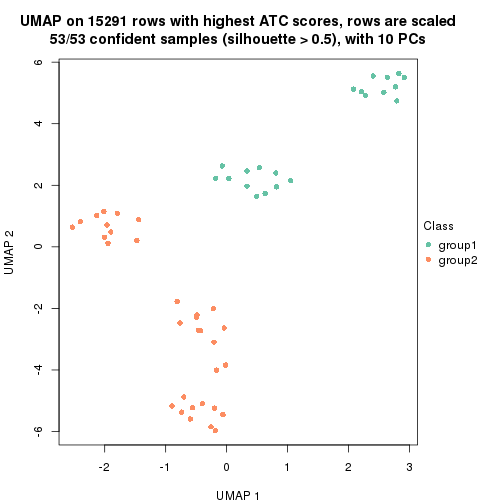 UMAP on 15291 rows with highest ATC scores, rows are scaled
53/53 confident samples (silhouette > 0.5), with 10 PCs
6
4
2
0
-2
-4
-6
UMAP 2
Class
group1
group2
-2 -1 0 1 2 3
UMAP 1